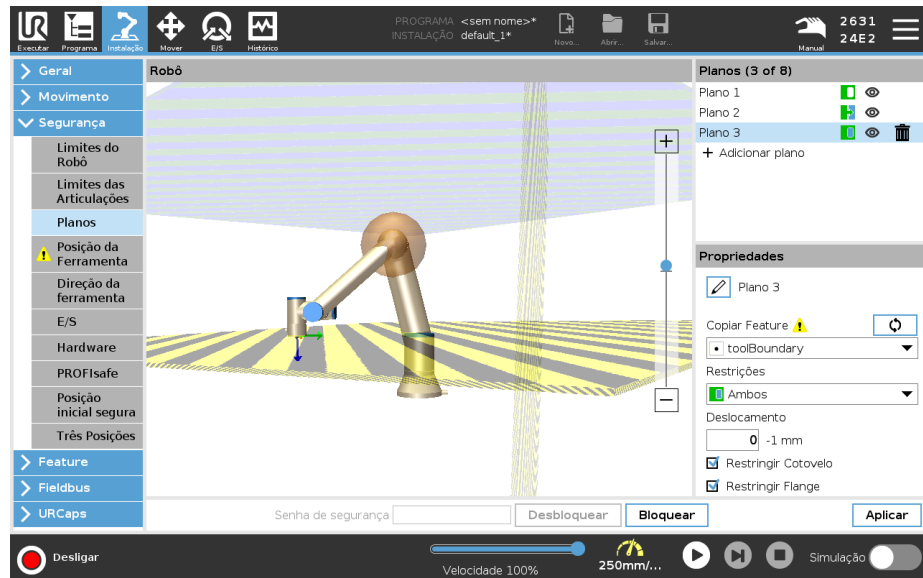 UR
PROGRAMA <sem nome>*
INSTALAÇÃO default_1*
2631
24E2
Executar Programa Instalação Mover E/S Histórico Novo... Abrir... Salvar... Manual
Geral
Movimento
Segurança
Limites do
Robô
Limites das
Articulações
Planos
Posição da
Ferramenta
Direção da
ferramenta
E/S
Hardware
PROFIsafe
Posição
inicial segura
Três Posições
Feature
Fieldbus
URCaps
Robô
Planos (3 of 8)
Plano 1
Plano 2
Plano 3
+ Adicionar plano
Propriedades
Plano 3
Copiar Feature
toolBoundary
Restrições
Ambos
Deslocamento
0 -1 mm
Restringir Cotovelo
Restringir Flange
Senha de segurança Desbloquear Bloquear Aplicar
Desligar
Velocidade 100%
250mm/...
Simulação